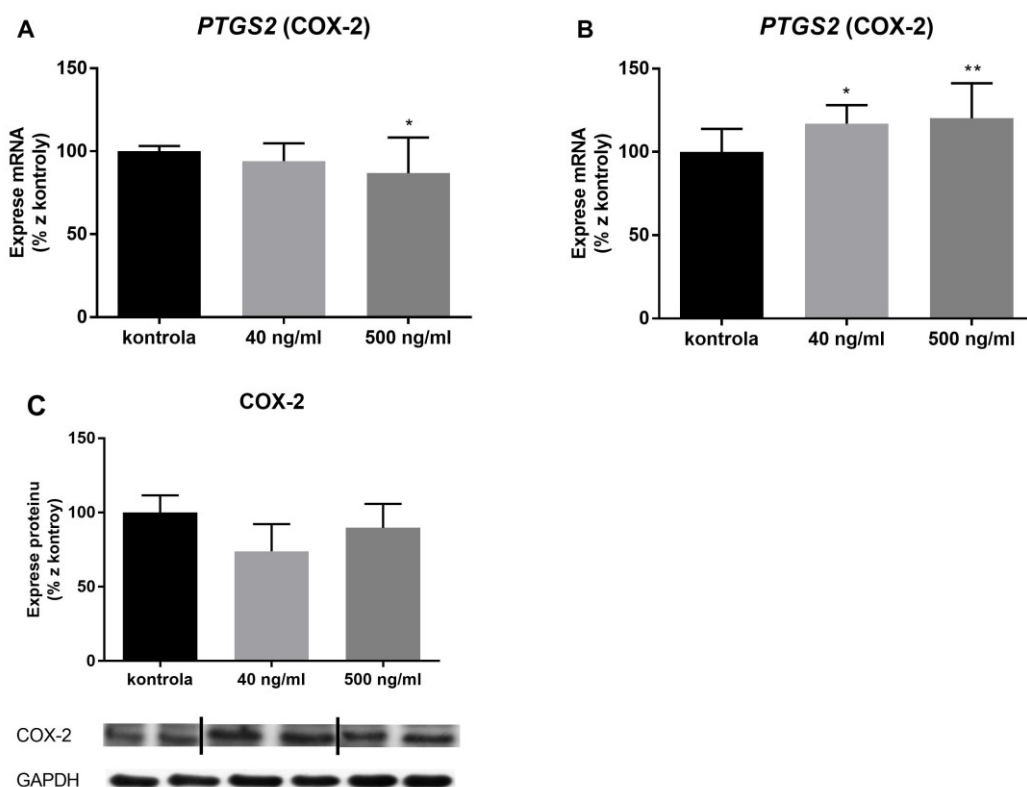 A
PTGS2 (COX-2)
Exprese mRNA
(% z kontroly)
150
100
50
0
*
kontrola
40 ng/ml
500 ng/ml
B
PTGS2 (COX-2)
Exprese mRNA
(% z kontroly)
150
100
50
0
*
**
kontrola
40 ng/ml
500 ng/ml
C
COX-2
Exprese proteinu
(% z kontroy)
150
100
50
0
kontrola
40 ng/ml
500 ng/ml
COX-2
GAPDH